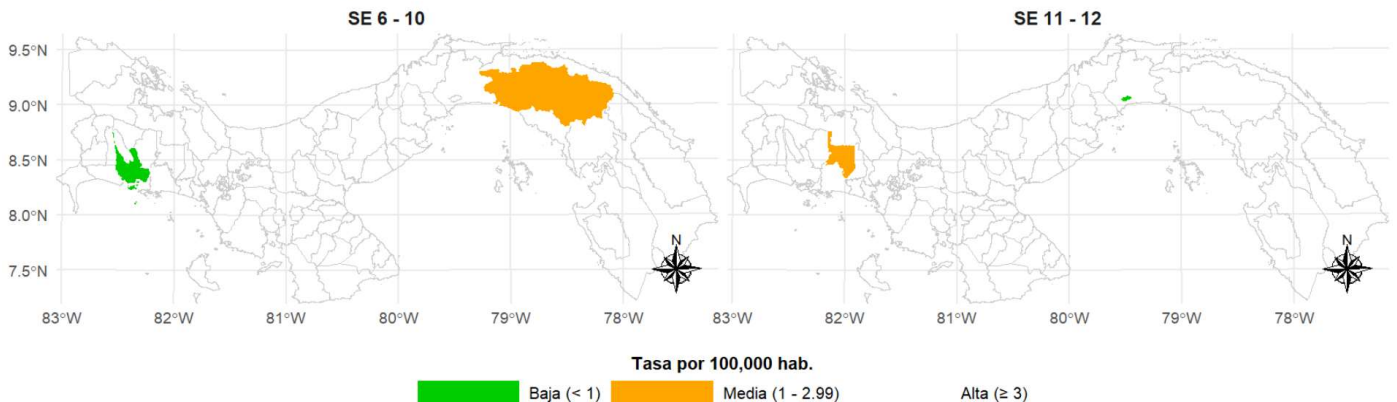 SE 6 - 10
SE 11 - 12
9.5°N
9.0°N
8.5°N
8.0°N
7.5°N
N
N
83°W 82°W 81°W 80°W 79°W 78°W 83°W 82°W 81°W 80°W 79°W 78°W
Tasa por 100,000 hab.
Baja (< 1) Media (1 - 2.99) Alta (≥ 3)